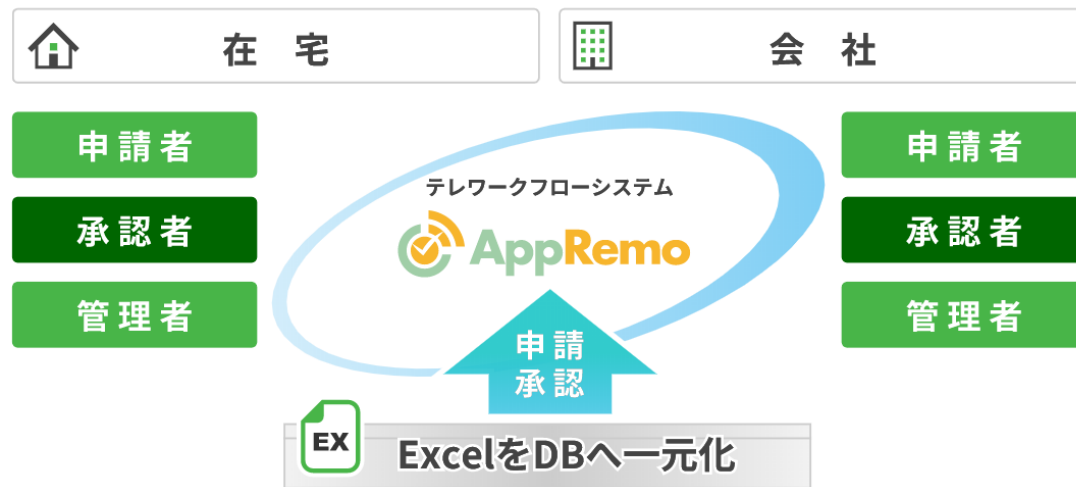 在 宅
会 社
申請者
承認者
管理者
テレワークフローシステム
AppRemo
申請
承認
申請者
承認者
管理者
EX
ExcelをDBへ一元化